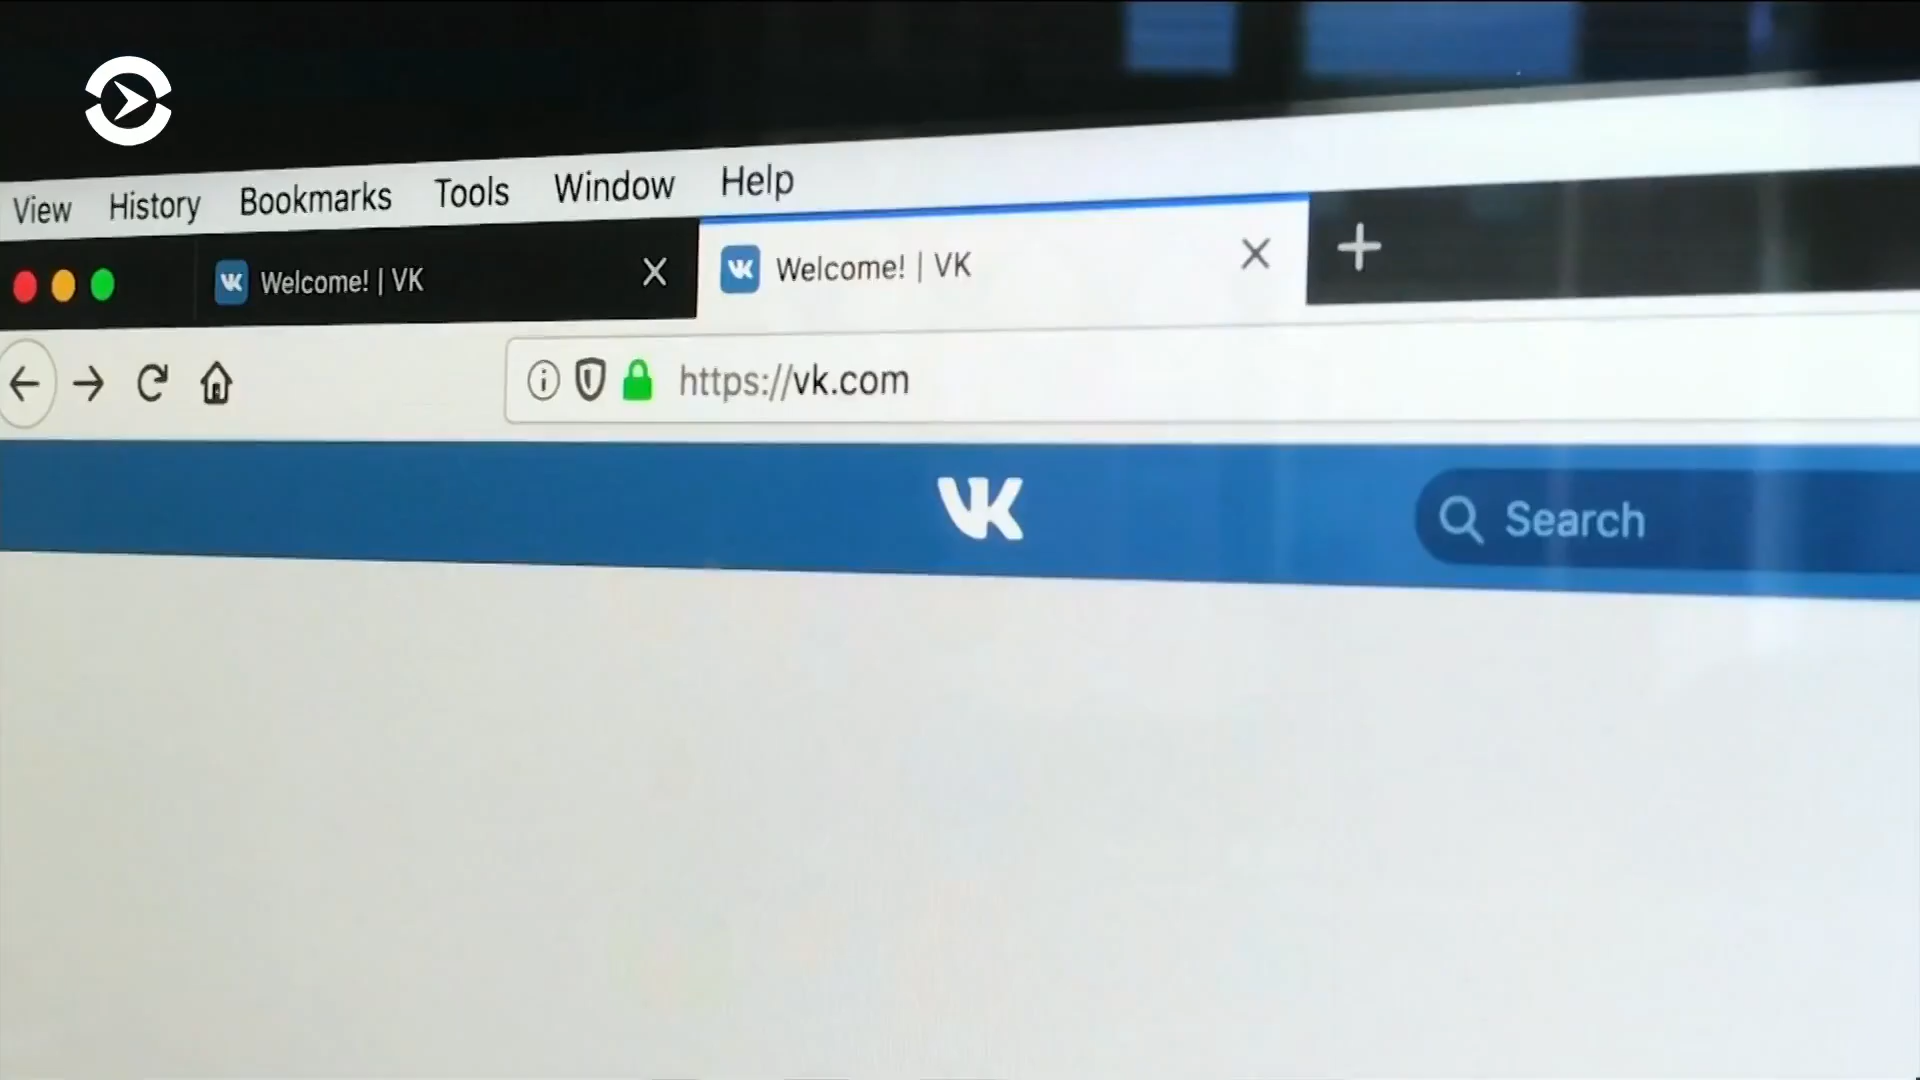 View History Bookmarks Tools Window Help
Welcome! | VK
Welcome! | VK
https://vk.com
VK
Search